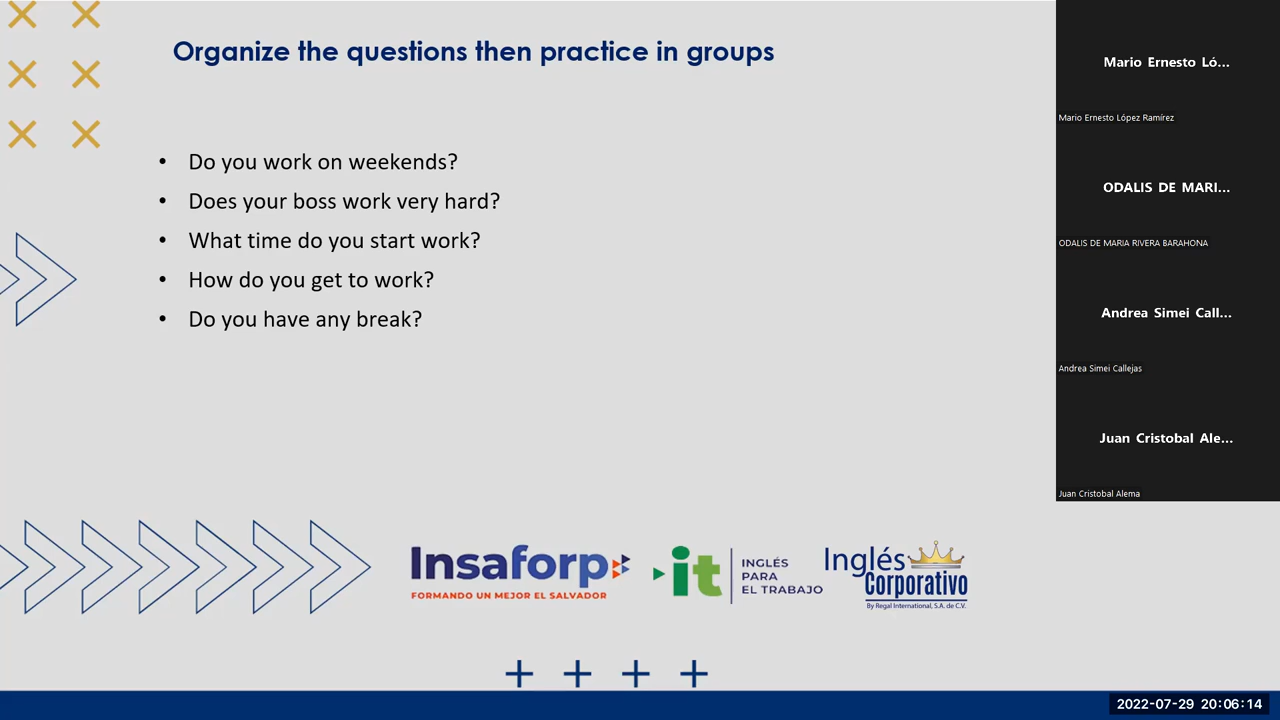 Organize the questions then practice in groups
• Do you work on weekends?
• Does your boss work very hard?
• What time do you start work?
• How do you get to work?
• Do you have any break?
Mario Ernesto Ló...
Mario Ernesto López Ramírez
ODALIS DE MARI...
ODALIS DE MARIA RIVERA BARAHONA
Andrea Simei Call...
Andrea Simei Callejas
Juan Cristobal Ale...
Juan Cristobal Alema
Insaforp
FORMANDO UN MEJOR EL SALVADOR
it
INGLÉS
PARA
EL TRABAJO
Inglés
Corporativo
By Regal International, S.A. de C.V.
2022-07-29 20:06:14